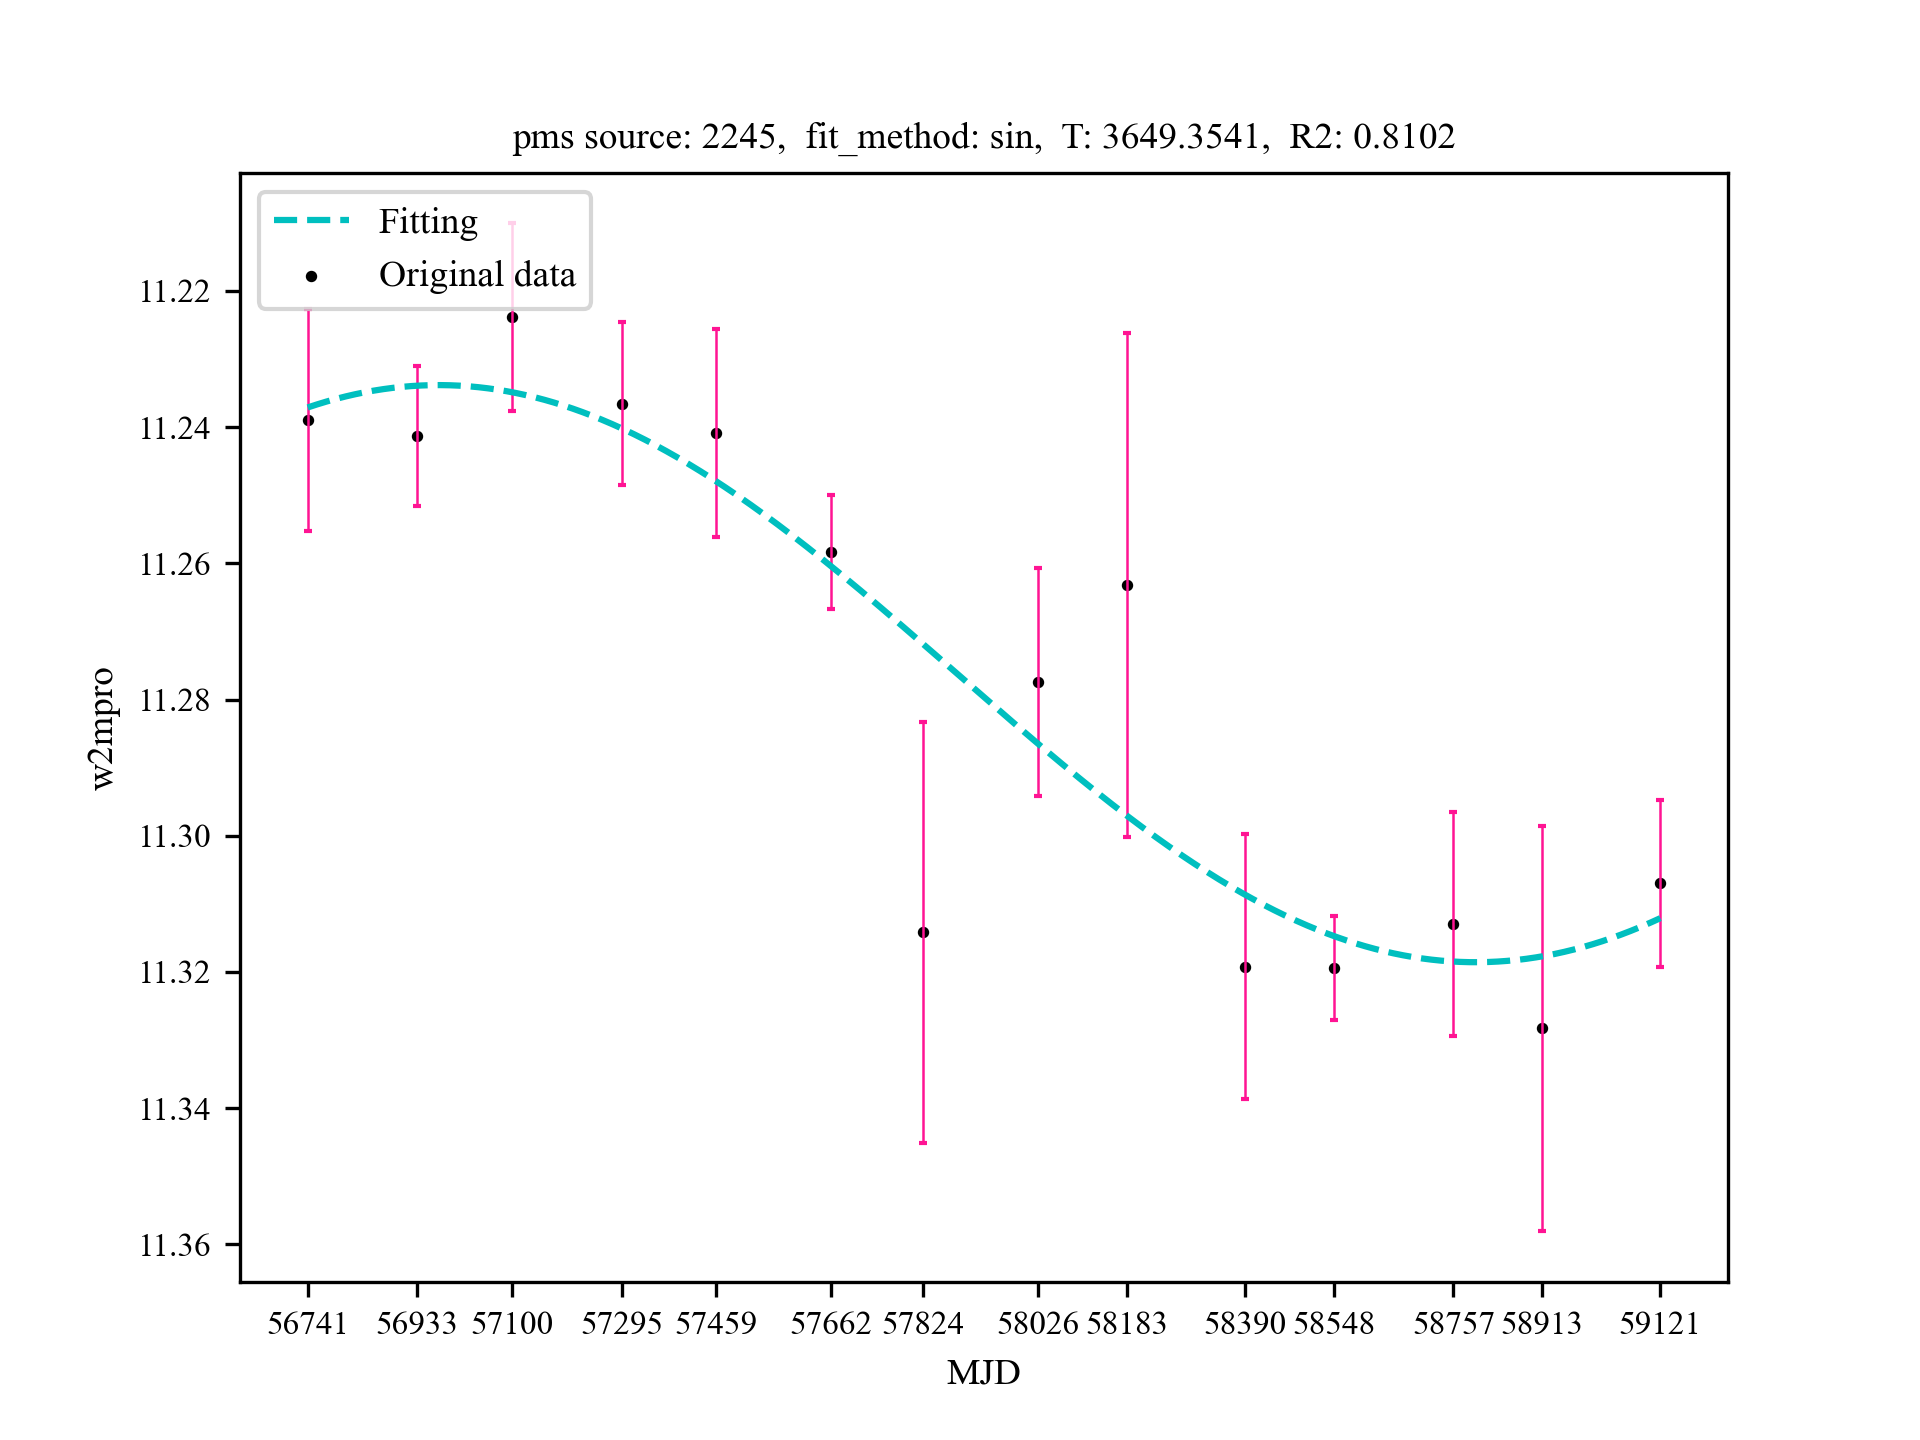 pms source: 2245,  fit_method: sin,  T: 3649.3541,  R2: 0.8102
Fitting
Original data
11.22
11.24
11.26
11.28
11.30
11.32
11.34
11.36
w2mpro
56741 56933 57100 57295 57459 57662 57824 58026 58183 58390 58548 58757 58913 59121
MJD